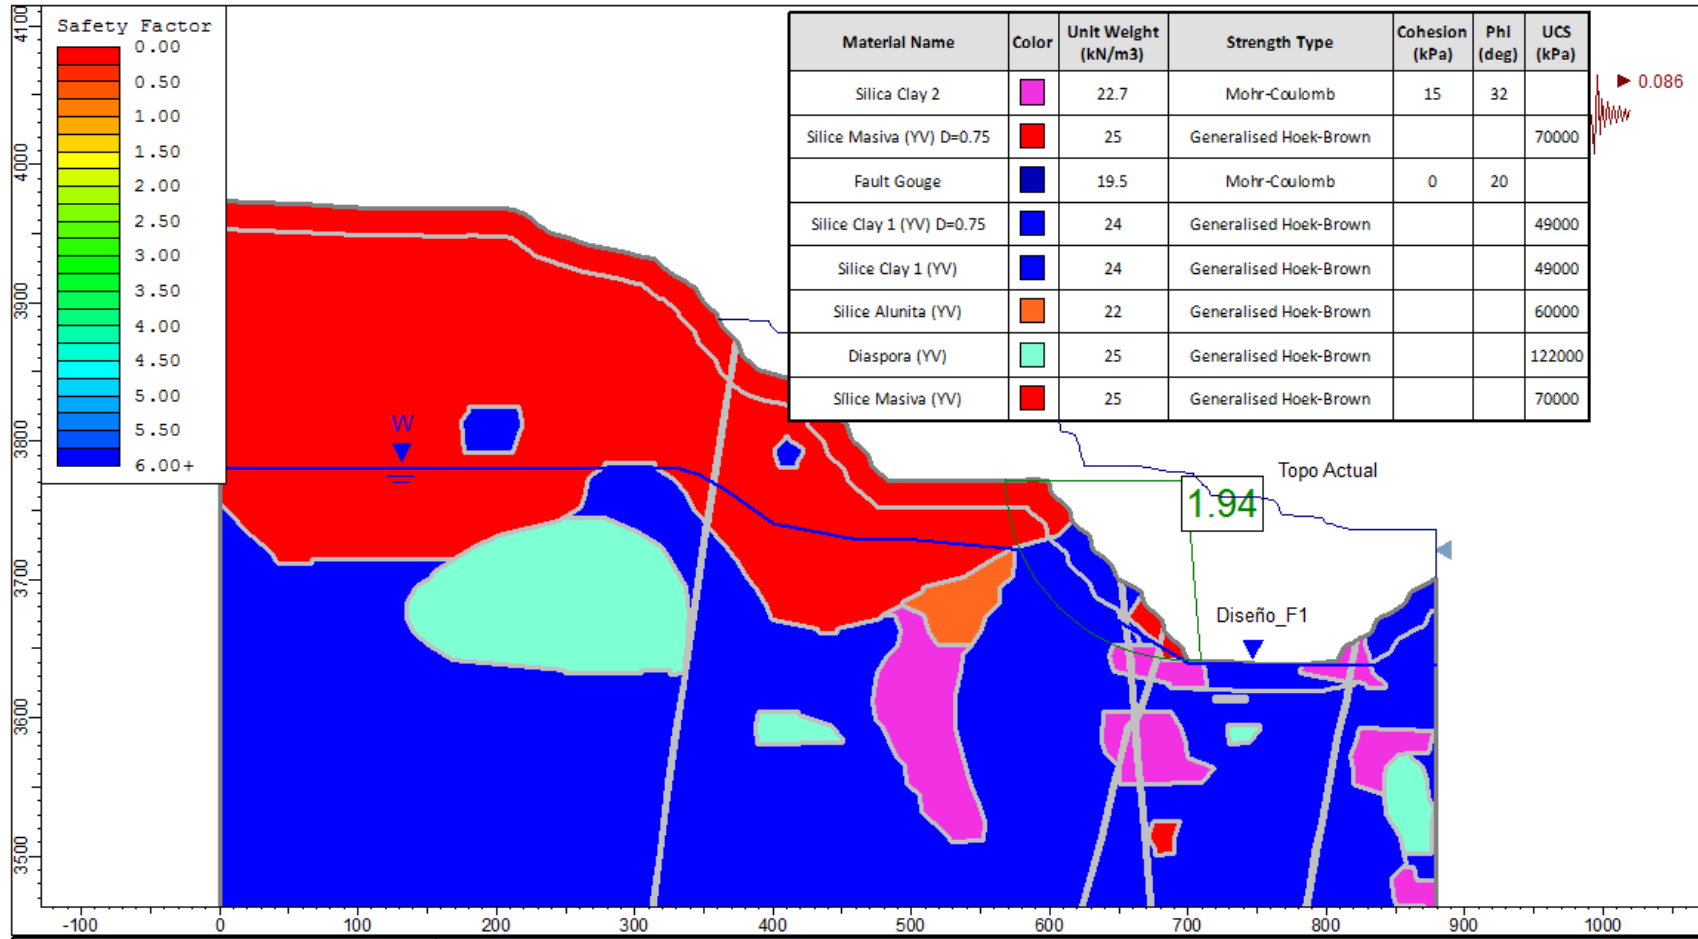 Safety Factor
0.00
0.50
1.00
1.50
2.00
2.50
3.00
3.50
4.00
4.50
5.00
5.50
6.00+
Material Name Color Unit Weight (kN/m3) Strength Type Cohesion (kPa) Phi (deg) UCS (kPa)
Silica Clay 2 22.7 Mohr-Coulomb 15 32
Silice Masiva (YV) D=0.75 25 Generalised Hoek-Brown 70000
Fault Gouge 19.5 Mohr-Coulomb 0 20
Silice Clay 1 (YV) D=0.75 24 Generalised Hoek-Brown 49000
Silice Clay 1 (YV) 24 Generalised Hoek-Brown 49000
Silice Alunita (YV) 22 Generalised Hoek-Brown 60000
Diaspora (YV) 25 Generalised Hoek-Brown 122000
Sílice Masiva (YV) 25 Generalised Hoek-Brown 70000
0.086
W
Topo Actual
1.94
Diseño_F1
4100
4000
3900
3800
3700
3600
3500
-100 0 100 200 300 400 500 600 700 800 900 1000